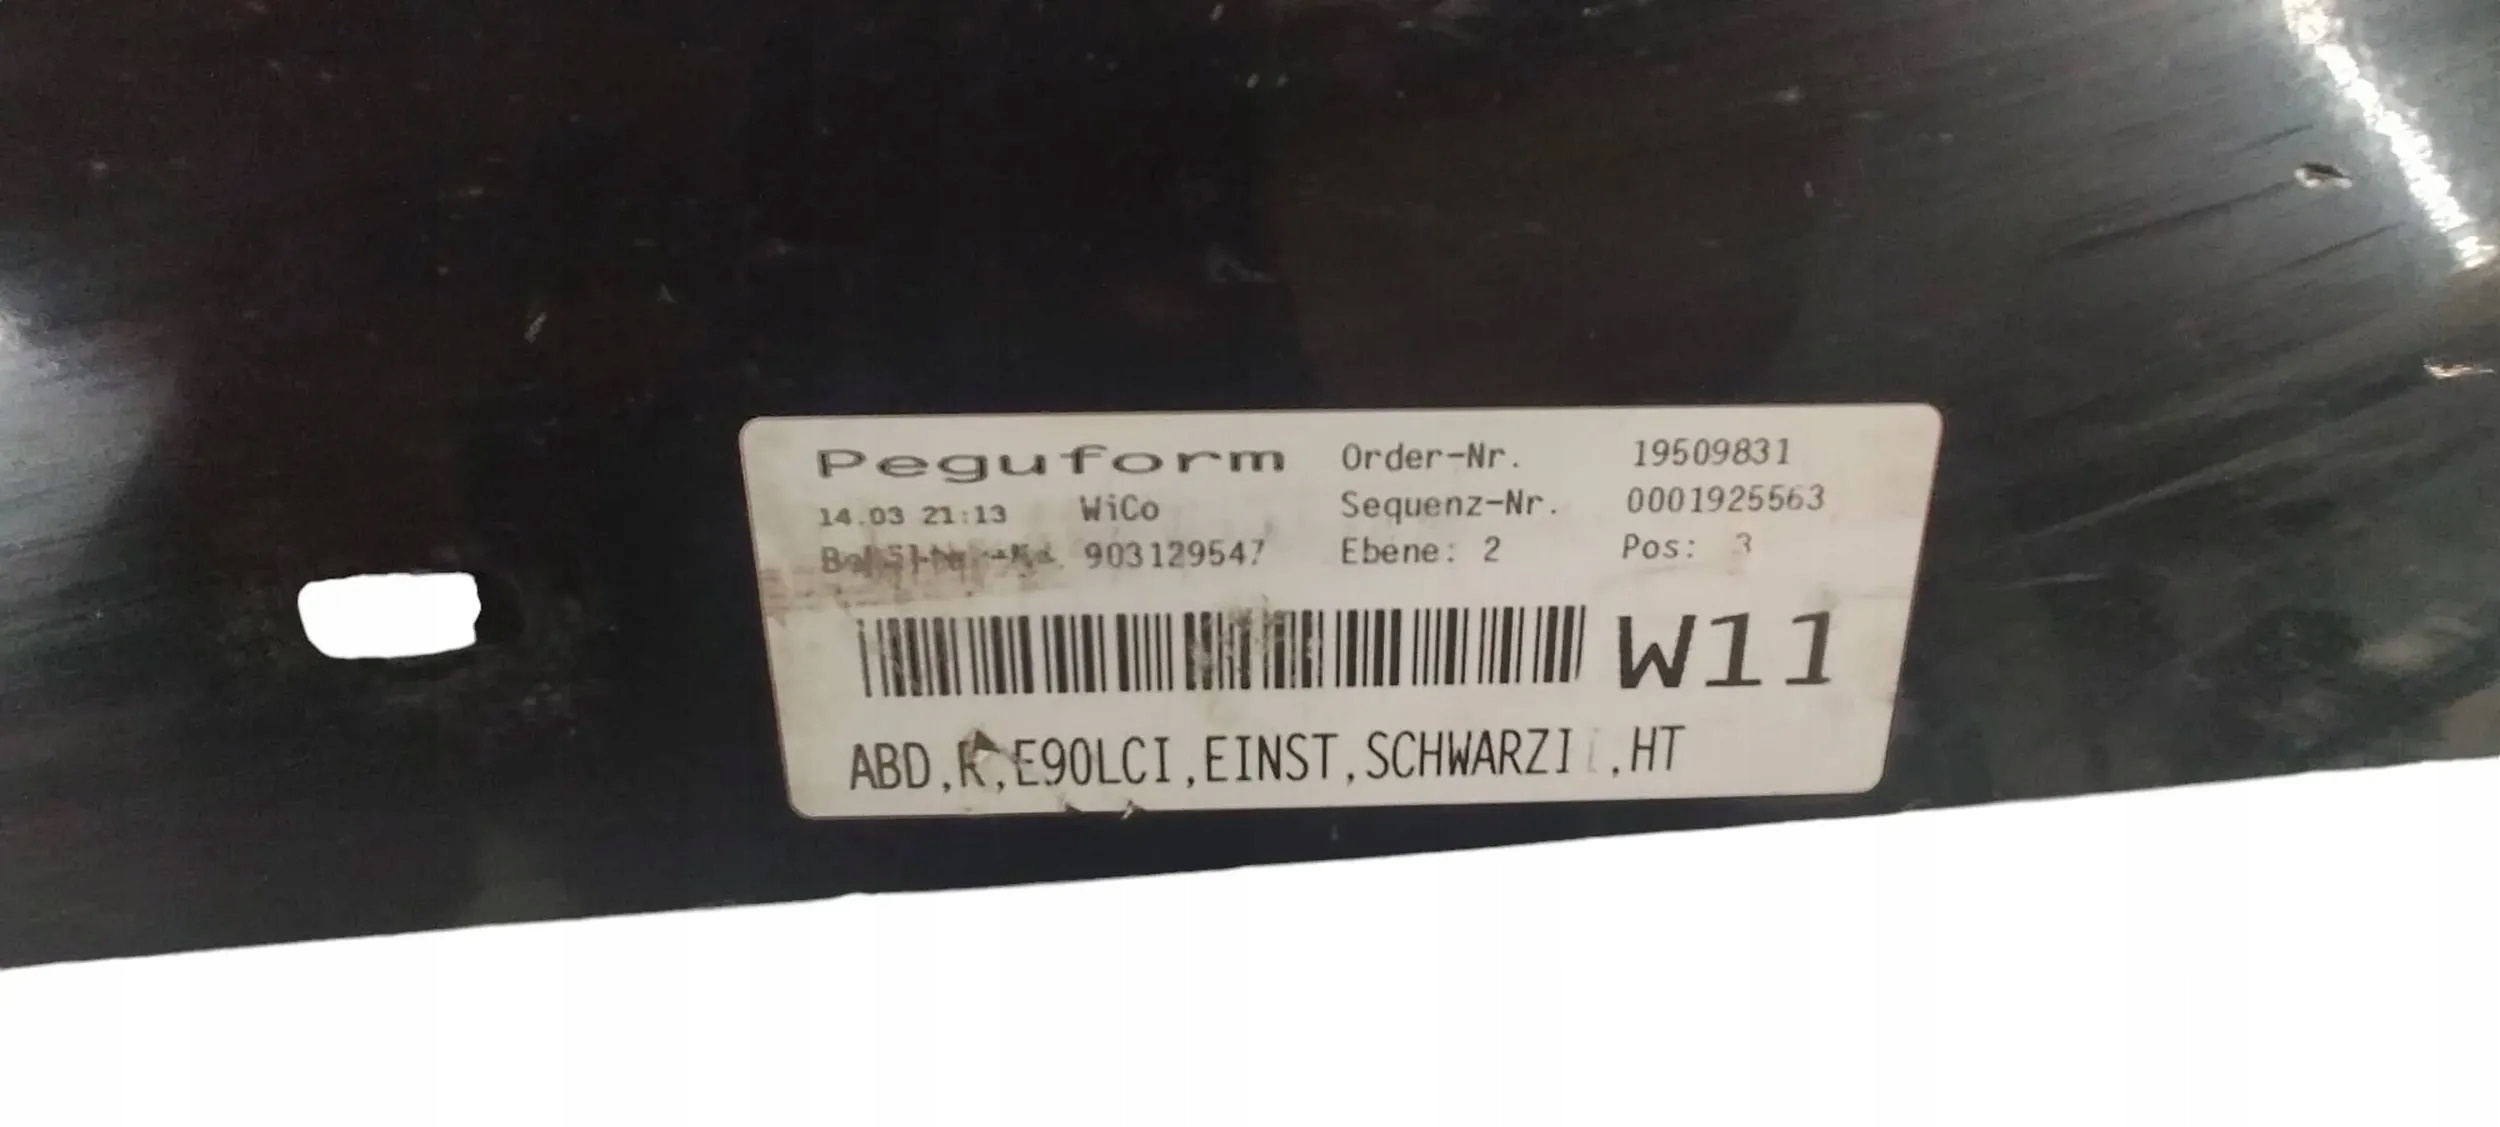 Peguform Order-Nr. 19509831
14.03 21:13 WiCo Sequenz-Nr. 0001925563
903129547 Ebene: 2 Pos: 3
W11
ABD,R,E90LCI,EINST, ,HT